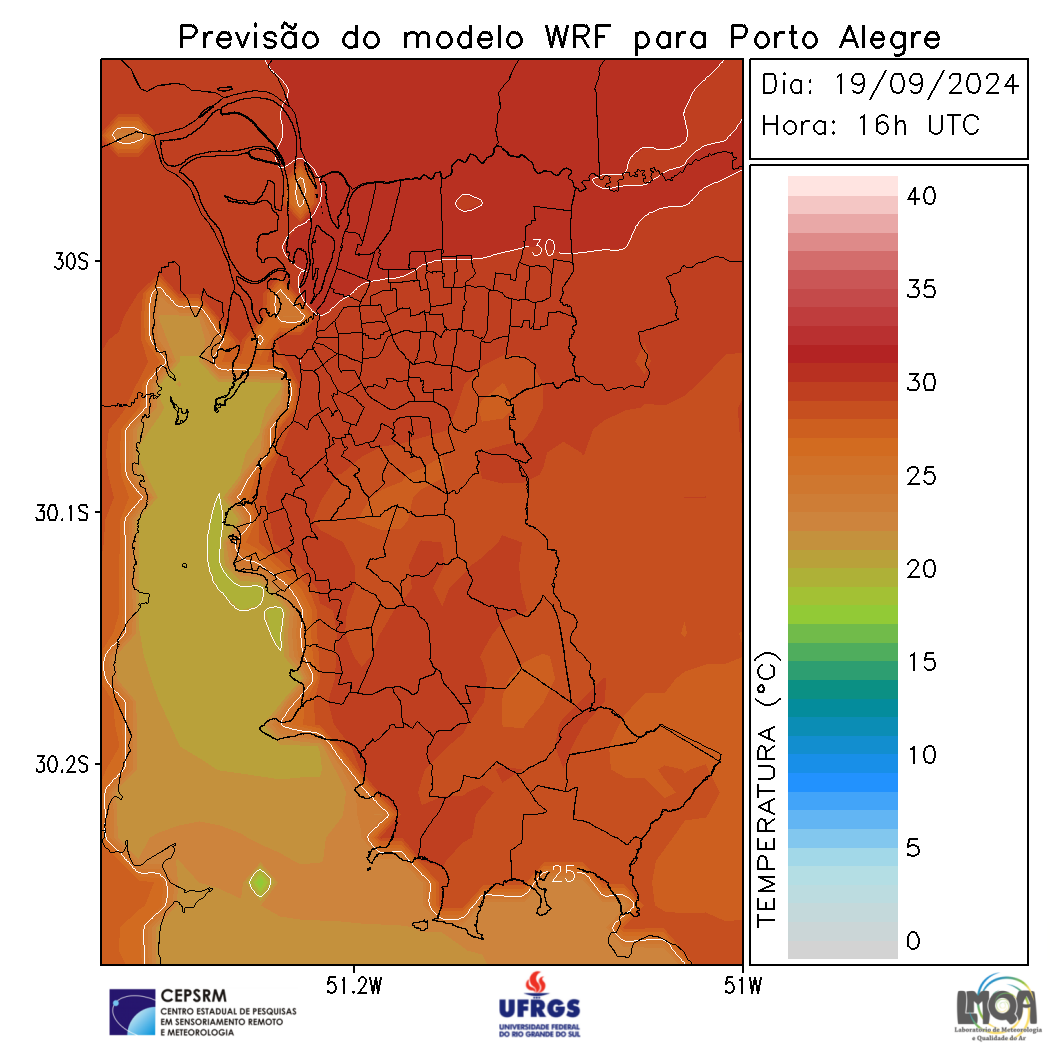 Previsão do modelo WRF para Porto Alegre
Dia: 19/09/2024
Hora: 16h UTC
40
35
30
25
20
15
10
5
0
TEMPERATURA (°C)
30
25
30S
30.1S
30.2S
51.2W
51W
CEPSRM
CENTRO ESTADUAL DE PESQUISAS
EM SENSORIAMENTO REMOTO
E METEOROLOGIA
UFRGS
UNIVERSIDADE FEDERAL
DO RIO GRANDE DO SUL
LMQA
Laboratório de Meteorologia
e Qualidade do Ar